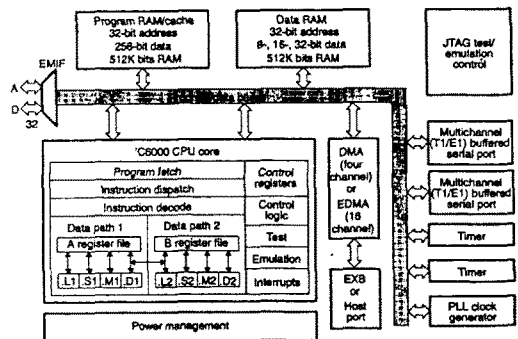 Program RAM/cache
32-bit address
256-bit data
512K bits RAM
Data RAM
32-bit address
8-, 16-, 32-bit data
512K bits RAM
JTAG test/
emulation
control
EMIF
A
D
32
'C6000 CPU core
Program fetch
Instruction dispatch
Instruction decode
Data path 1
A register file
.L1 .S1 .M1 .D1
Data path 2
B register file
.L2 .S2 .M2 .D2
Control
registers
Control
logic
Test
Emulation
Interrupts
DMA
(four
channel)
or
EDMA
(16
channel)
EXB
or
Host
port
Multichannel
(T1/E1) buffered
serial port
Multichannel
(T1/E1) buffered
serial port
Timer
Timer
PLL clock
generator
Power management